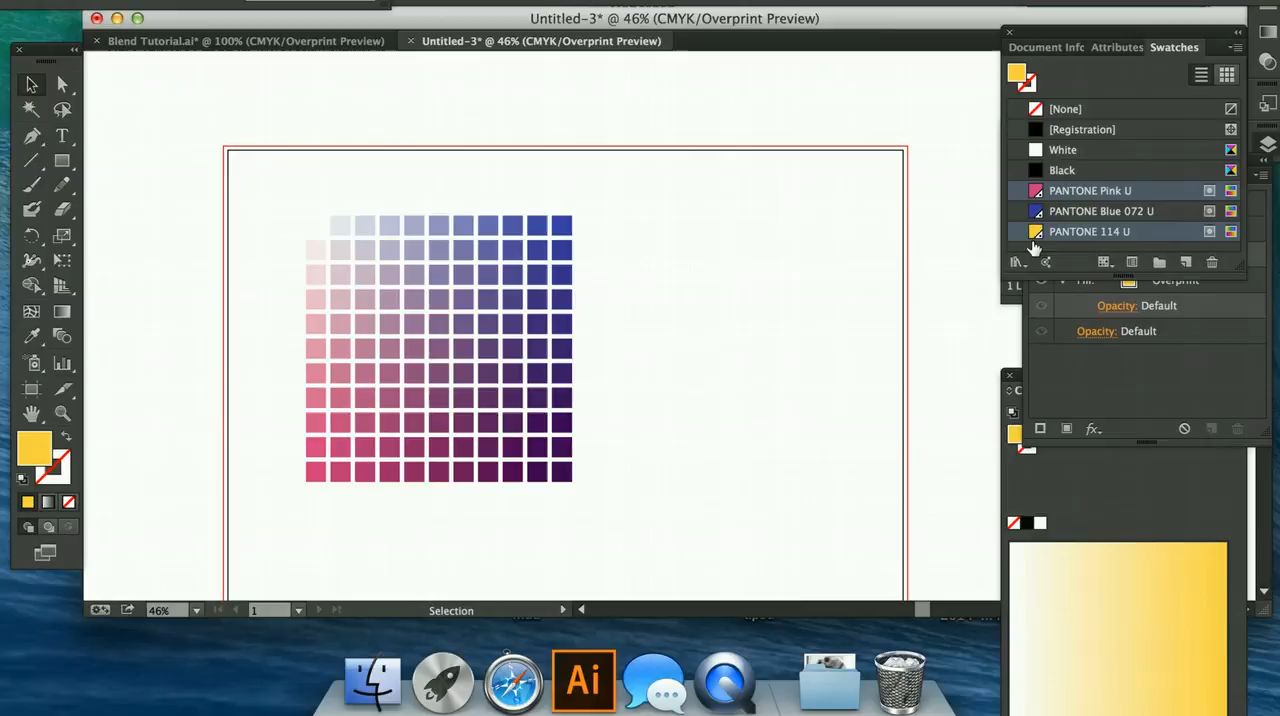 Untitled-3* @ 46% (CMYK/Overprint Preview)
Blend Tutorial.ai* @ 100% (CMYK/Overprint Preview)
Untitled-3* @ 46% (CMYK/Overprint Preview)
Document Info
Attributes
Swatches
[None]
[Registration]
White
Black
PANTONE Pink U
PANTONE Blue 072 U
PANTONE 114 U
Overprint
Opacity: Default
Opacity: Default
fx
46%
1
Selection
Ai